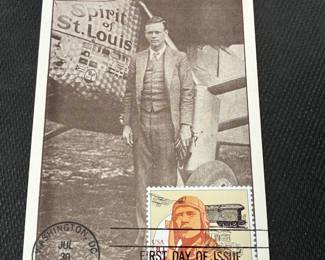 Spirit of
St. Louis
USA
WASHINGTON, DC
JUL
30
FIRST DAY OF ISSUE